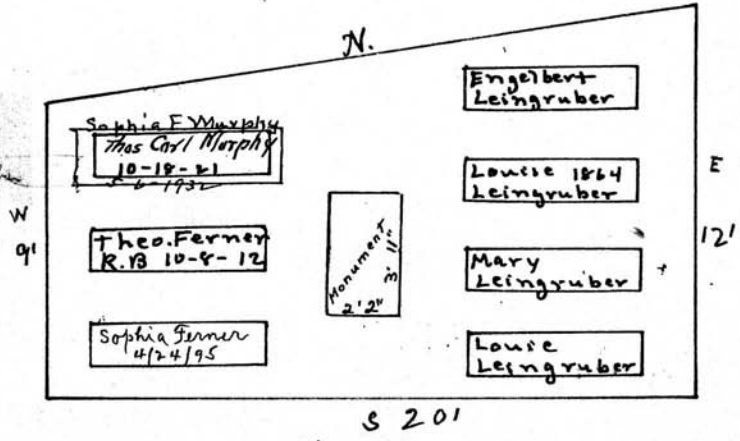 N.
Engelbert
Leingruber
Sophia F Murphy
Thos Carl Murphy
10-18-21
5-6-1932
Louise 1864
Leingruber
E
W
9'
12'
Theo. Ferner
R.B 10-8-12
Monument
3' 11"
2' 2"
Mary
Leingruber
Sophia Ferner
4/24/95
Louise
Leingruber
S 20'